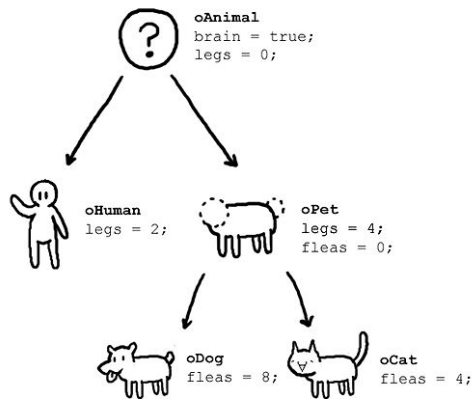 oAnimal
brain = true;
legs = 0;
?
oHuman
legs = 2;
oPet
legs = 4;
fleas = 0;
oDog
fleas = 8;
oCat
fleas = 4;